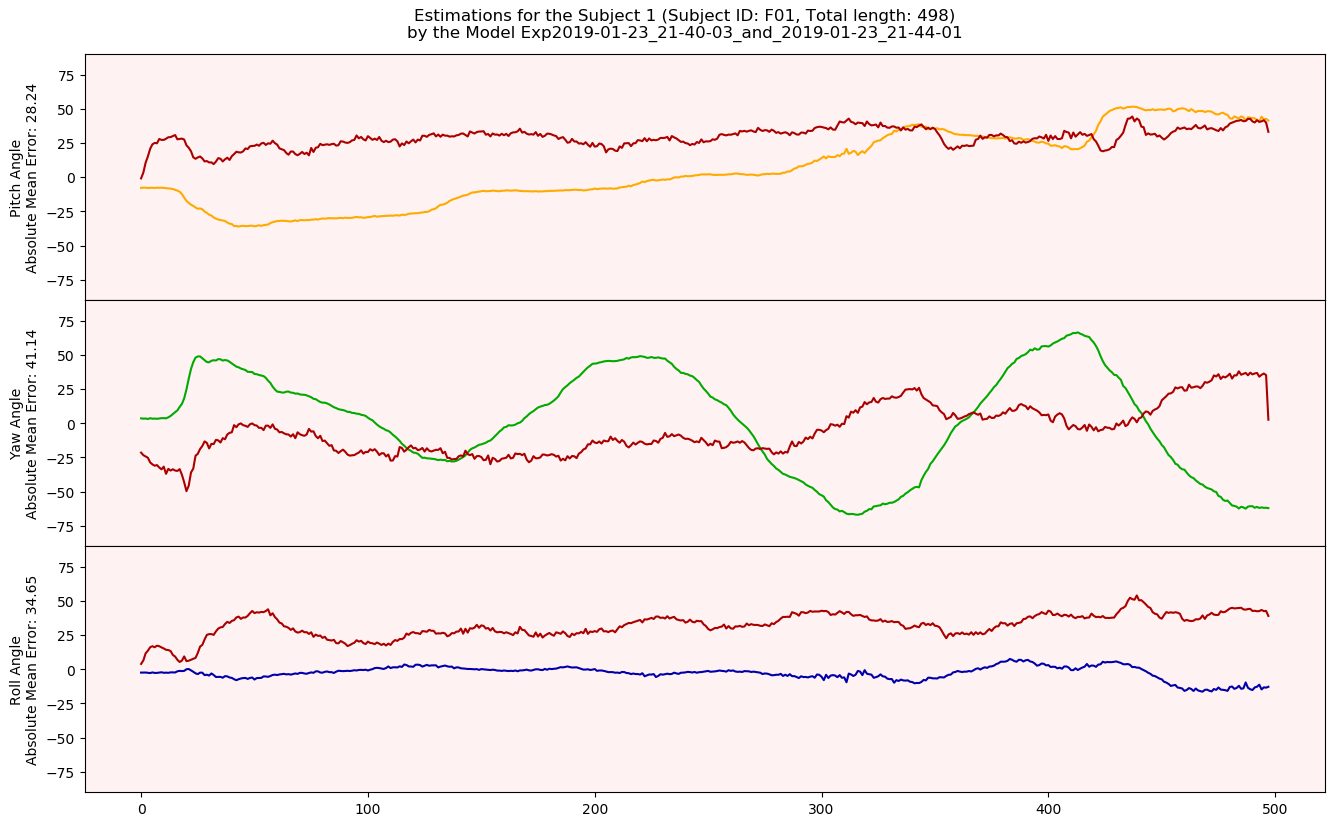 Estimations for the Subject 1 (Subject ID: F01, Total length: 498)
by the Model Exp2019-01-23_21-40-03_and_2019-01-23_21-44-01
Pitch Angle
Absolute Mean Error: 28.24
75
50
25
0
−25
−50
−75
Yaw Angle
Absolute Mean Error: 41.14
75
50
25
0
−25
−50
−75
Roll Angle
Absolute Mean Error: 34.65
75
50
25
0
−25
−50
−75
0 100 200 300 400 500